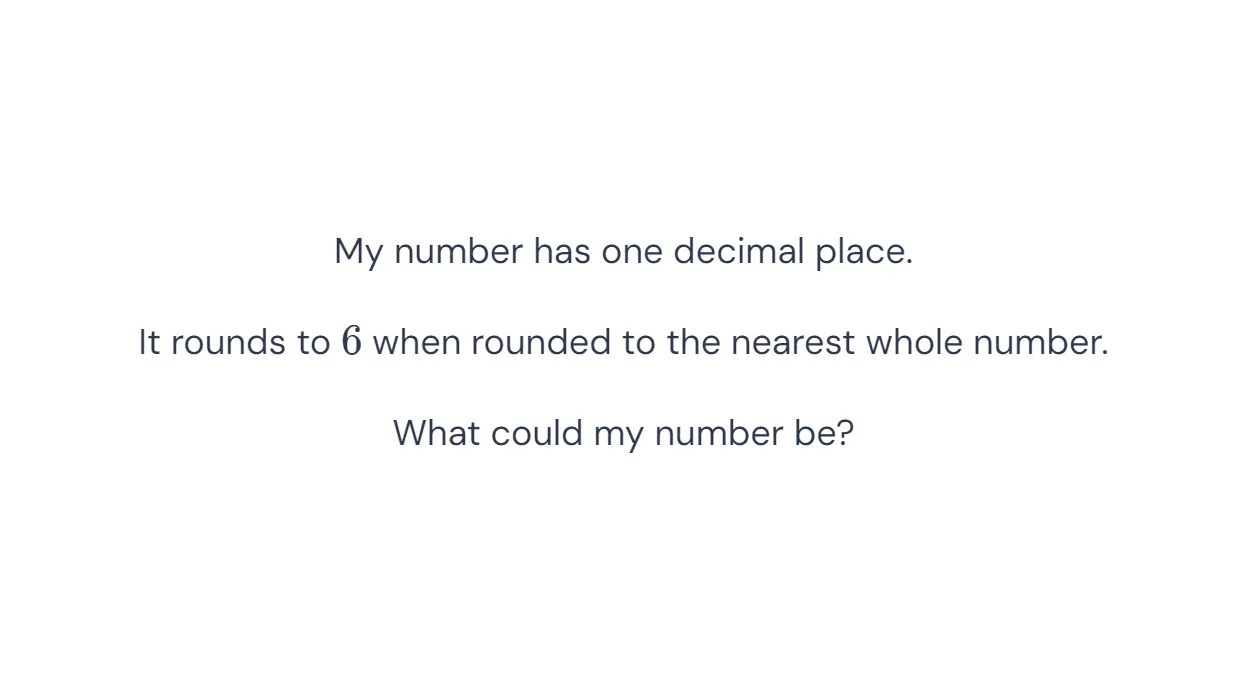 My number has one decimal place.
It rounds to 6 when rounded to the nearest whole number.
What could my number be?